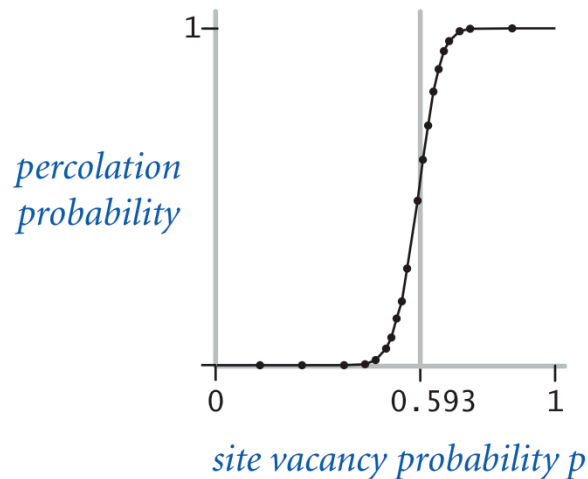 1
percolation
probability
0
0.593
1
site vacancy probability p